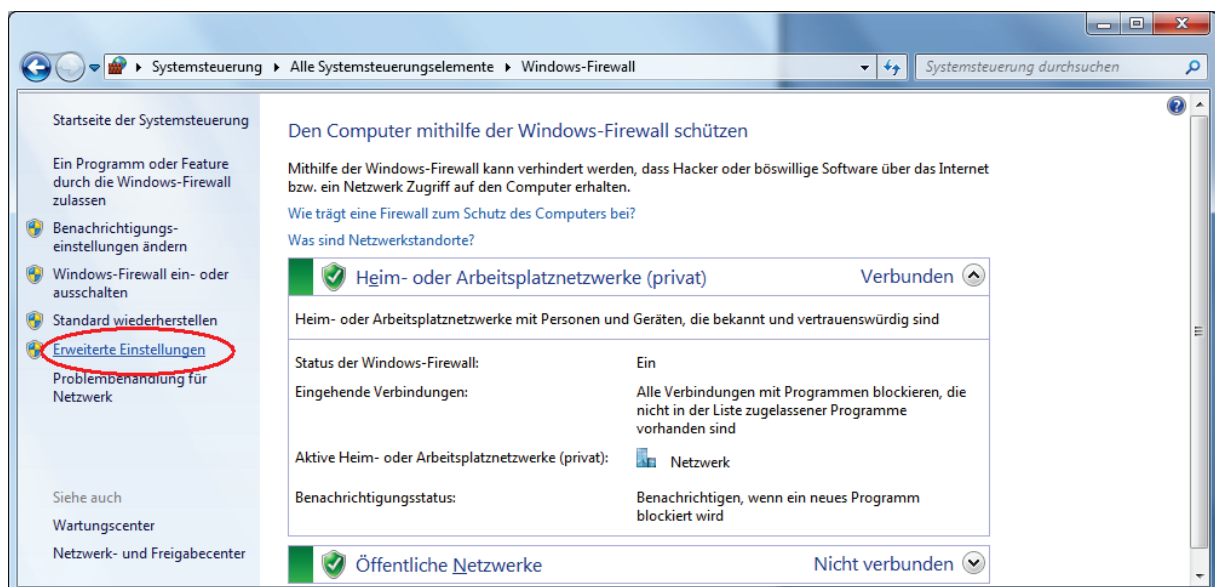 Systemsteuerung ▸ Alle Systemsteuerungselemente ▸ Windows-Firewall
Systemsteuerung durchsuchen
Startseite der Systemsteuerung
Ein Programm oder Feature
durch die Windows-Firewall
zulassen
Benachrichtigungs-
einstellungen ändern
Windows-Firewall ein- oder
ausschalten
Standard wiederherstellen
Erweiterte Einstellungen
Problembehandlung für
Netzwerk
Siehe auch
Wartungscenter
Netzwerk- und Freigabecenter
Den Computer mithilfe der Windows-Firewall schützen
Mithilfe der Windows-Firewall kann verhindert werden, dass Hacker oder böswillige Software über das Internet
bzw. ein Netzwerk Zugriff auf den Computer erhalten.
Wie trägt eine Firewall zum Schutz des Computers bei?
Was sind Netzwerkstandorte?
Heim- oder Arbeitsplatznetzwerke (privat) Verbunden
Heim- oder Arbeitsplatznetzwerke mit Personen und Geräten, die bekannt und vertrauenswürdig sind
Status der Windows-Firewall: Ein
Eingehende Verbindungen: Alle Verbindungen mit Programmen blockieren, die
nicht in der Liste zugelassener Programme
vorhanden sind
Aktive Heim- oder Arbeitsplatznetzwerke (privat): Netzwerk
Benachrichtigungsstatus: Benachrichtigen, wenn ein neues Programm
blockiert wird
Öffentliche Netzwerke Nicht verbunden